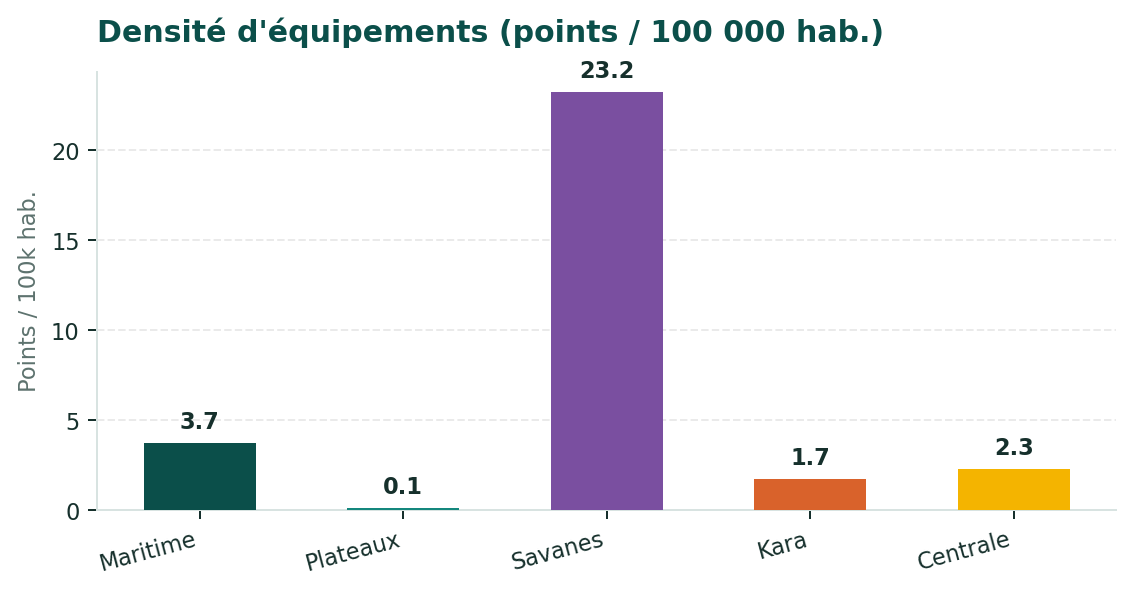 Densité d'équipements (points / 100 000 hab.)
Points / 100k hab.
20
15
10
5
0
3.7
0.1
23.2
1.7
2.3
Maritime
Plateaux
Savanes
Kara
Centrale